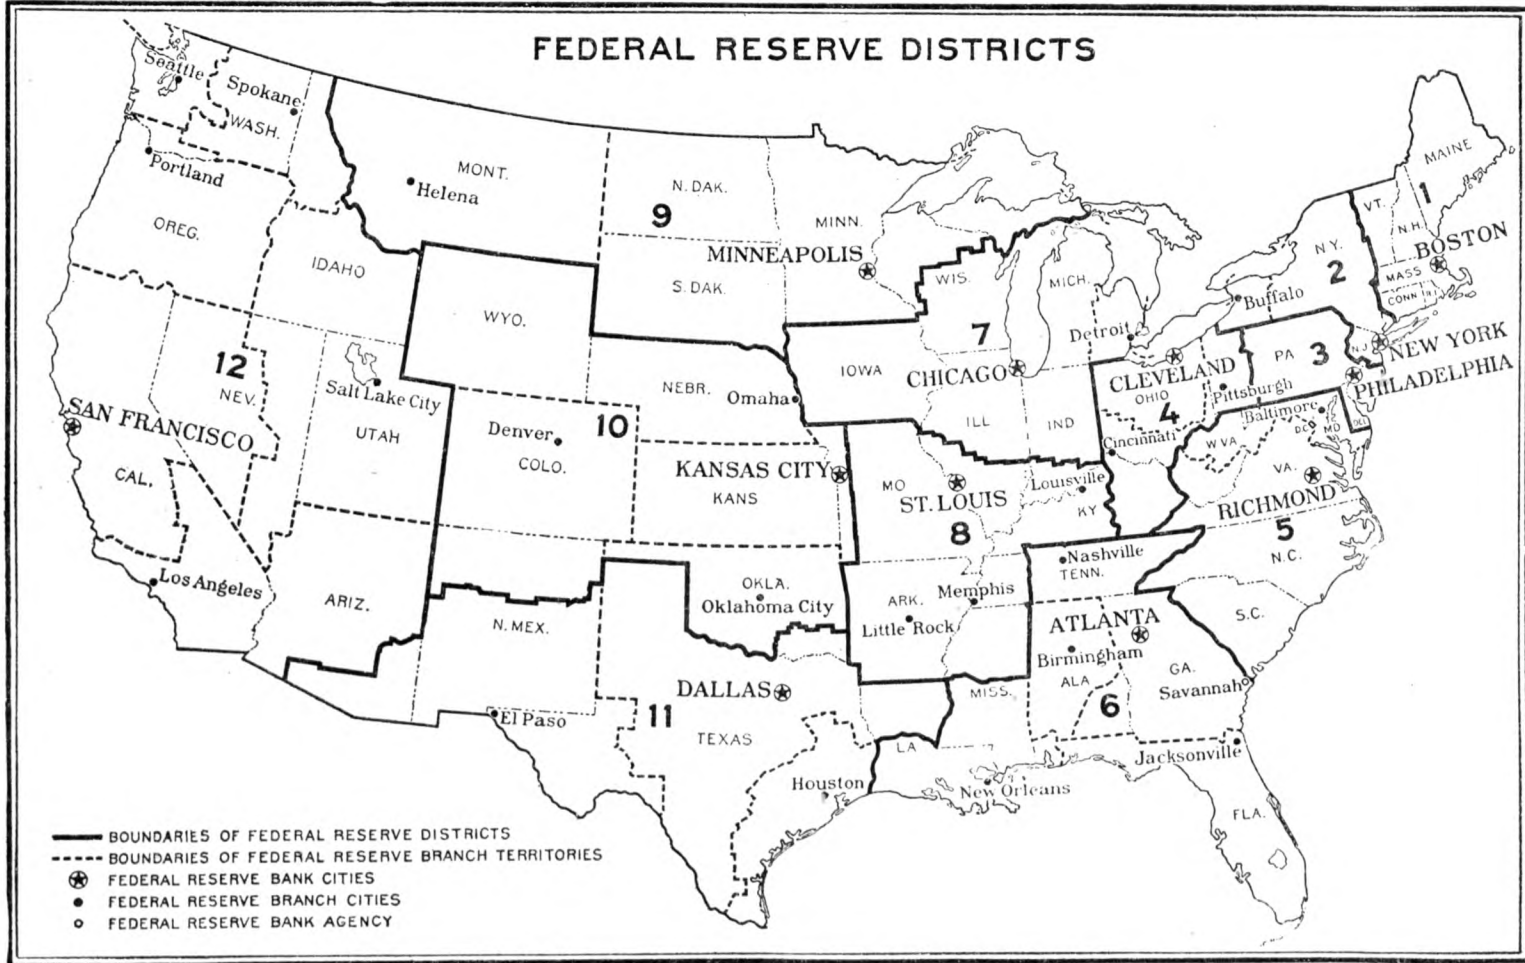 FEDERAL RESERVE DISTRICTS
Seattle
Spokane
WASH.
Portland
OREG.
IDAHO
MONT.
Helena
N. DAK.
9
S. DAK.
MINN.
MINNEAPOLIS
WYO.
WIS.
MICH.
7
Detroit
IOWA
CHICAGO
ILL
IND
MAINE
1
VT.
N.H.
BOSTON
MASS
CONN
R.I.
N.Y.
2
Buffalo
NEW YORK
N.J.
PA
3
PHILADELPHIA
CLEVELAND
OHIO
4
Pittsburgh
Cincinnati
Baltimore
D.C.
MD
DEL
W VA.
VA.
RICHMOND
5
N.C.
S.C.
12
NEV.
SAN FRANCISCO
CAL.
Los Angeles
Salt Lake City
UTAH
ARIZ.
NEBR.
Omaha
10
Denver
COLO.
KANSAS CITY
KANS
MO
ST. LOUIS
8
Louisville
KY
Nashville
TENN.
Memphis
ARK.
Little Rock
OKLA.
Oklahoma City
N. MEX.
El Paso
DALLAS
11
TEXAS
Houston
LA
New Orleans
MISS.
ATLANTA
Birmingham
ALA
6
GA.
Savannah
Jacksonville
FLA.
BOUNDARIES OF FEDERAL RESERVE DISTRICTS
BOUNDARIES OF FEDERAL RESERVE BRANCH TERRITORIES
FEDERAL RESERVE BANK CITIES
FEDERAL RESERVE BRANCH CITIES
FEDERAL RESERVE BANK AGENCY